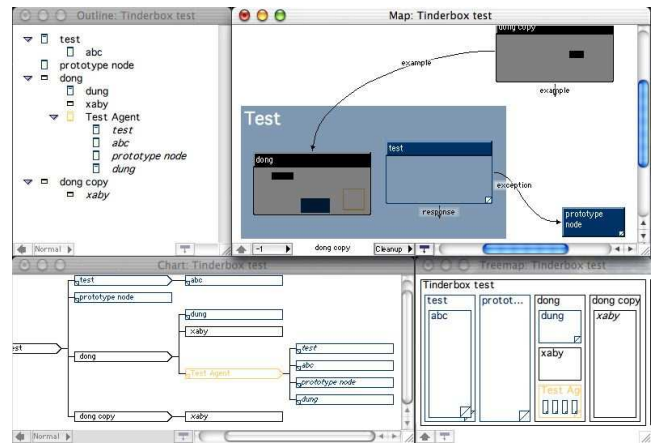 Outline: Tinderbox test
test
abc
prototype node
dong
dung
xaby
Test Agent
test
abc
prototype node
dung
dong copy
xaby
Normal
Map: Tinderbox test
dong copy
example
example
Test
dong
test
exception
response
prototype
node
-1
dong copy
Cleanup
Chart: Tinderbox test
test
abc
prototype node
dung
xaby
dong
Test Agent
test
abc
prototype node
dung
dong copy
xaby
Normal
Treemap: Tinderbox test
Tinderbox test
test
abc
protot...
dong
dung
xaby
Test Ag
dong copy
xaby